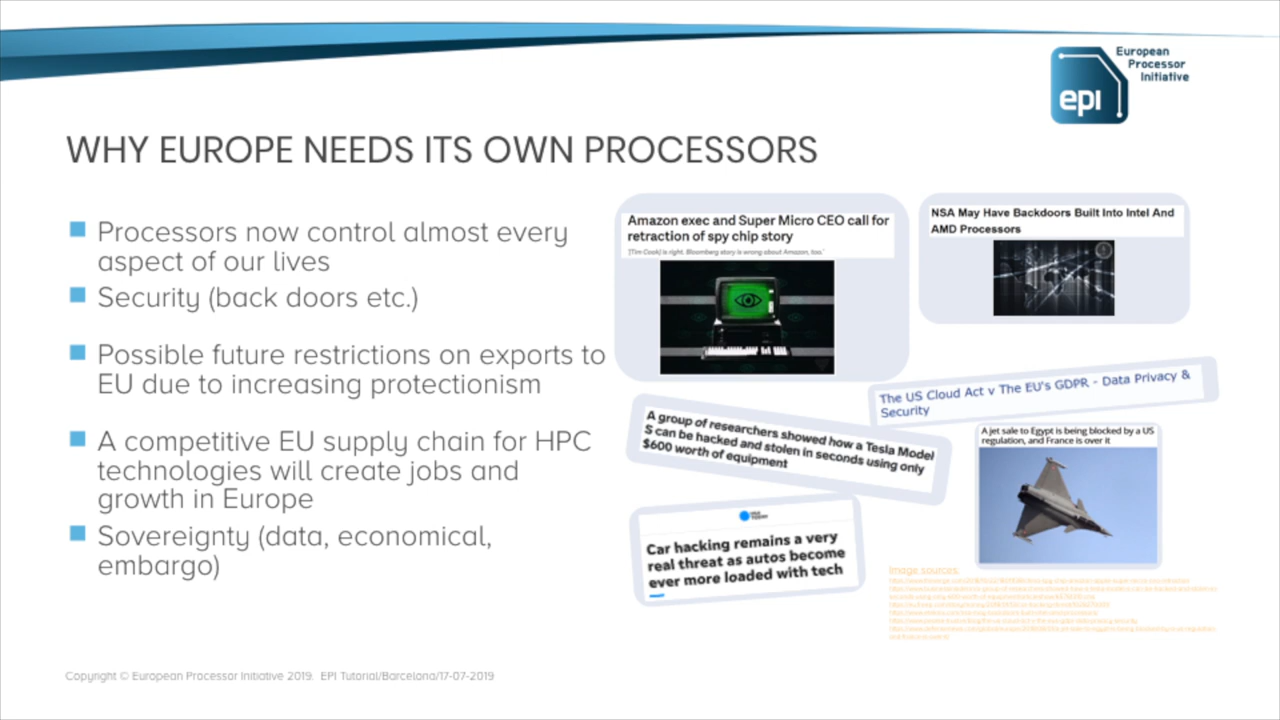 European
Processor
Initiative
epi
WHY EUROPE NEEDS ITS OWN PROCESSORS
Processors now control almost every
aspect of our lives
Security (back doors etc.)
Possible future restrictions on exports to
EU due to increasing protectionism
A competitive EU supply chain for HPC
technologies will create jobs and
growth in Europe
Sovereignty (data, economical,
embargo)
Amazon exec and Super Micro CEO call for
retraction of spy chip story
'[Tim Cook] is right. Bloomberg story is wrong about Amazon, too.'
NSA May Have Backdoors Built Into Intel And
AMD Processors
The US Cloud Act v The EU's GDPR - Data Privacy &
Security
A group of researchers showed how a Tesla Model
S can be hacked and stolen in seconds using only
$600 worth of equipment
A jet sale to Egypt is being blocked by a US
regulation, and France is over it
USA
TODAY
Car hacking remains a very
real threat as autos become
ever more loaded with tech
Image sources:
Copyright © European Processor Initiative 2019. EPI Tutorial/Barcelona/17-07-2019